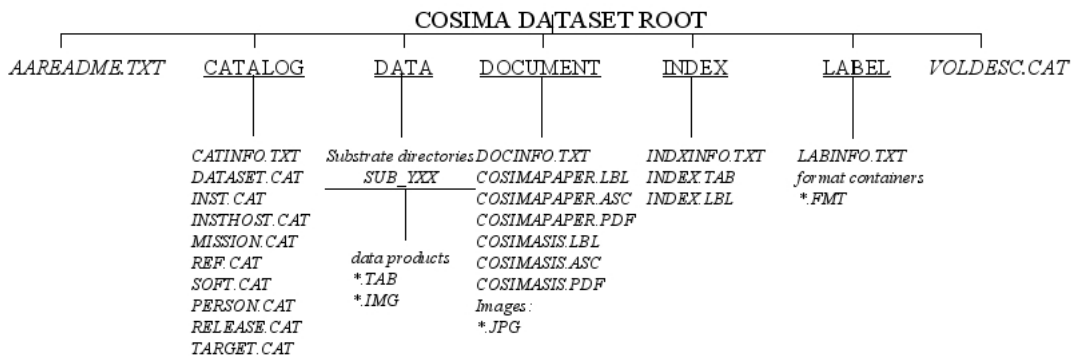 COSIMA DATASET ROOT
AAREADME.TXT CATALOG DATA DOCUMENT INDEX LABEL VOLDESC.CAT
CATINFO.TXT
DATASET.CAT
INST.CAT
INSTHOST.CAT
MISSION.CAT
REF.CAT
SOFT.CAT
PERSON.CAT
RELEASE.CAT
TARGET.CAT
Substrate directories
SUB_YXX
data products
*.TAB
*.IMG
DOCINFO.TXT
COSIMAPAPER.LBL
COSIMAPAPER.ASC
COSIMAPAPER.PDF
COSIMASIS.LBL
COSIMASIS.ASC
COSIMASIS.PDF
Images:
*.JPG
INDXINFO.TXT
INDEX.TAB
INDEX.LBL
LABINFO.TXT
format containers
*.FMT